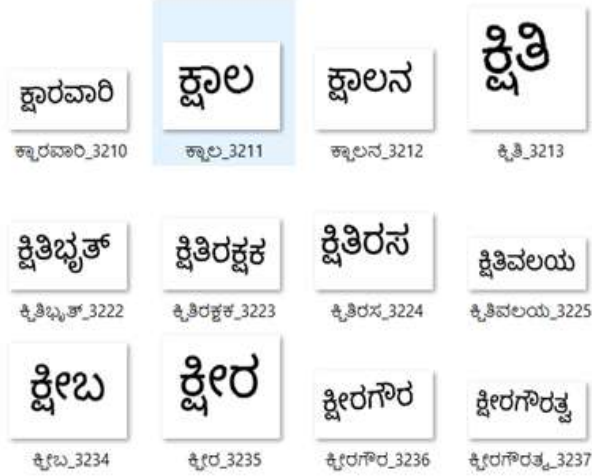 ಕ್ಷಾರವಾರಿ ಕ್ಷಾಲ ಕ್ಷಾಲನ ಕ್ಷಿತಿ
ಕ್ಷಾರವಾರಿ_3210 ಕ್ಷಾಲ_3211 ಕ್ಷಾಲನ_3212 ಕ್ಷಿತಿ_3213
ಕ್ಷಿತಿಭೃತ್ ಕ್ಷಿತಿರಕ್ಷಕ ಕ್ಷಿತಿರಸ ಕ್ಷಿತಿವಲಯ
ಕ್ಷಿತಿಭೃತ್_3222 ಕ್ಷಿತಿರಕ್ಷಕ_3223 ಕ್ಷಿತಿರಸ_3224 ಕ್ಷಿತಿವಲಯ_3225
ಕ್ಷೀಬ ಕ್ಷೀರ ಕ್ಷೀರಗೌರ ಕ್ಷೀರಗೌರತ್ವ
ಕ್ಷೀಬ_3234 ಕ್ಷೀರ_3235 ಕ್ಷೀರಗೌರ_3236 ಕ್ಷೀರಗೌರತ್ವ_3237